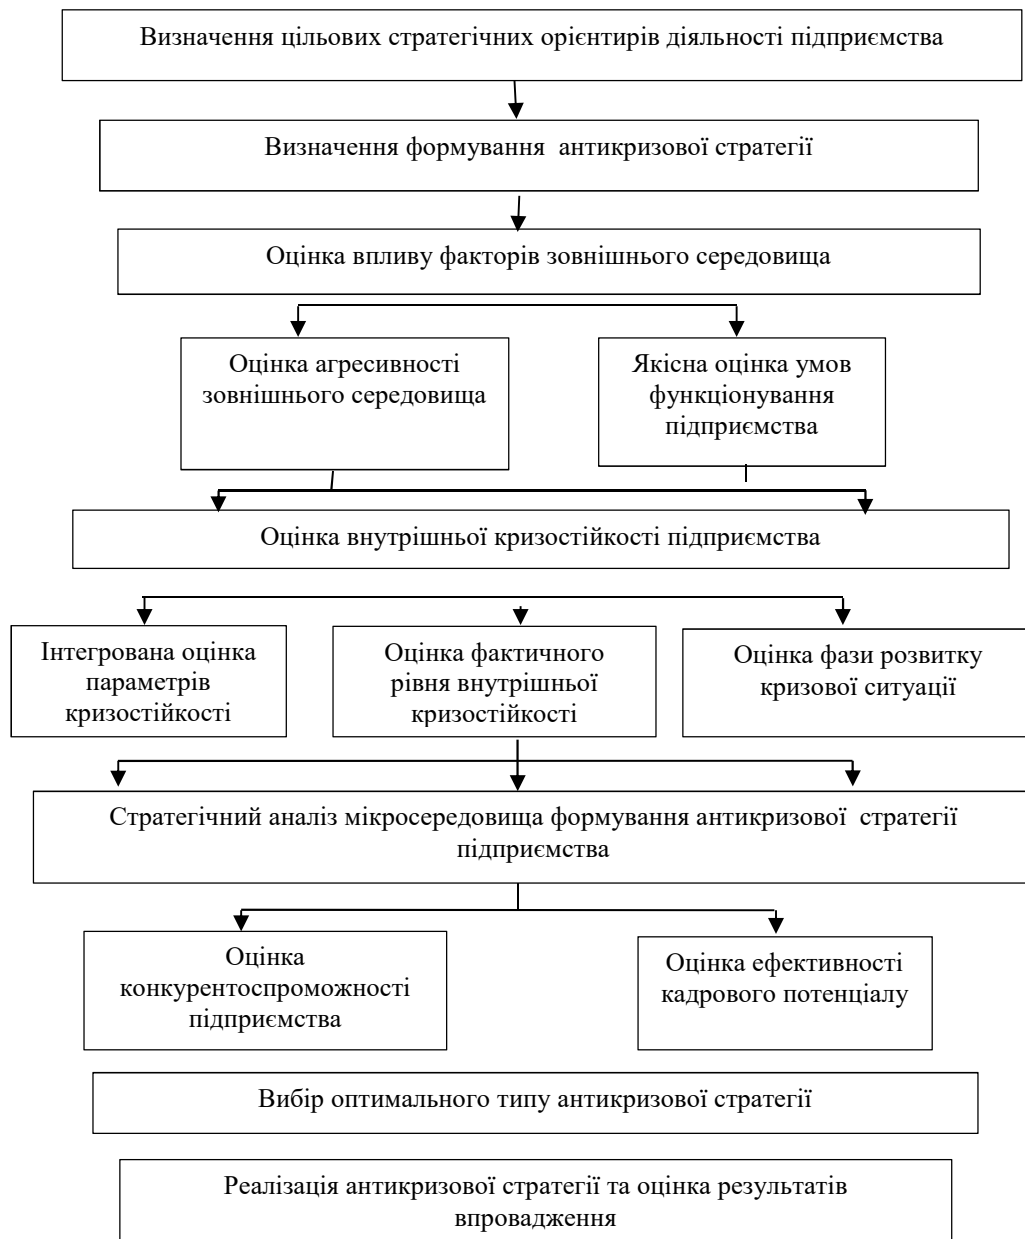 Визначення цільових стратегічних орієнтирів діяльності підприємства
Визначення формування  антикризової стратегії
Оцінка впливу факторів зовнішнього середовища
Оцінка агресивності
зовнішнього середовища
Якісна оцінка умов
функціонування
підприємства
Оцінка внутрішньої кризостійкості підприємства
Інтегрована оцінка
параметрів
кризостійкості
Оцінка фактичного
рівня внутрішньої
кризостійкості
Оцінка фази розвитку
кризової ситуації
Стратегічний аналіз мікросередовища формування антикризової  стратегії
підприємства
Оцінка
конкурентоспроможності
підприємства
Оцінка ефективності
кадрового потенціалу
Вибір оптимального типу антикризової стратегії
Реалізація антикризової стратегії та оцінка результатів
впровадження